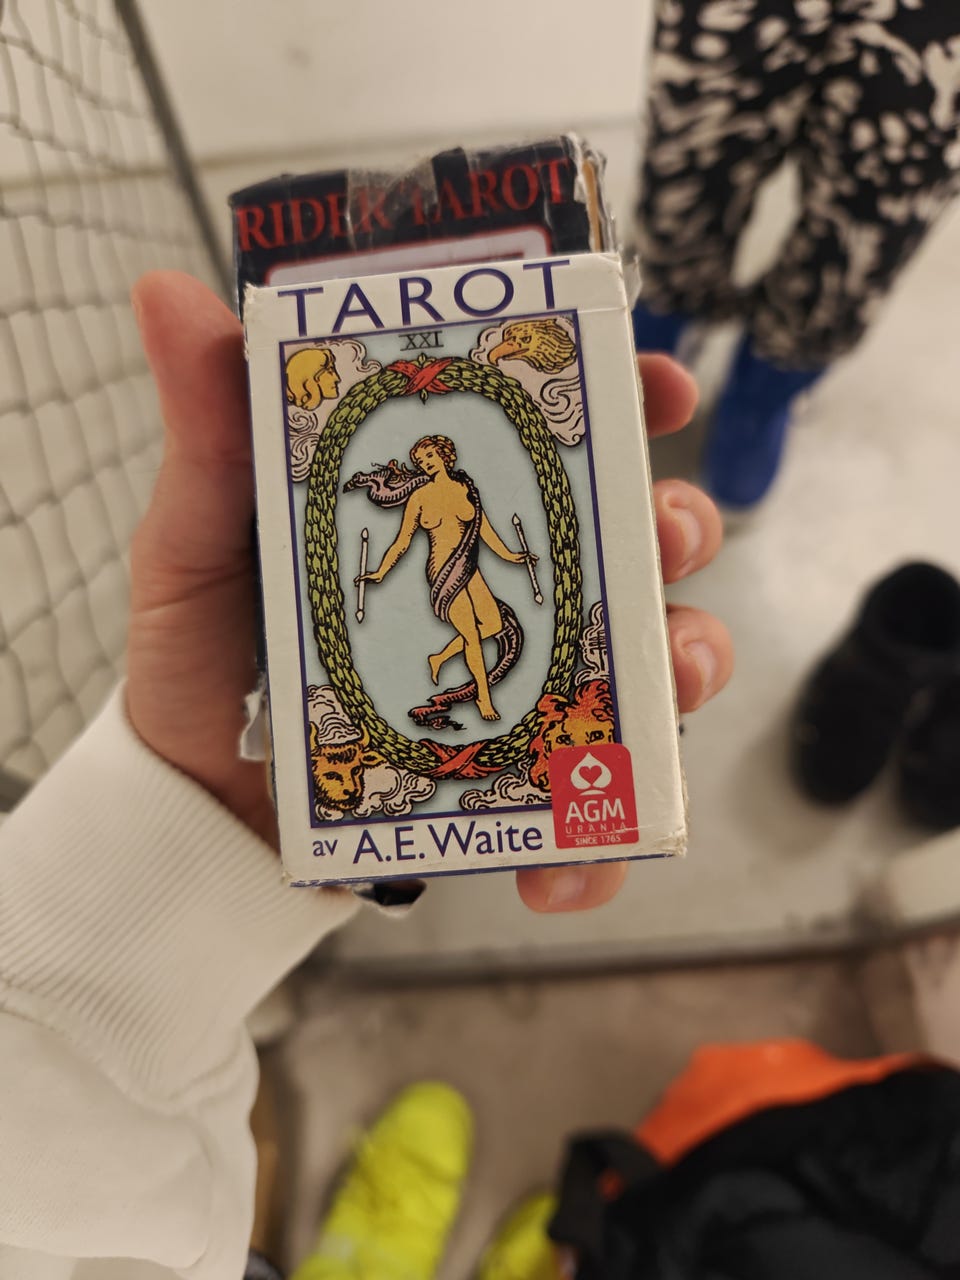 RIDER TAROT
TAROT
XXI
av A.E. Waite
AGM
URANIA
SINCE 1765